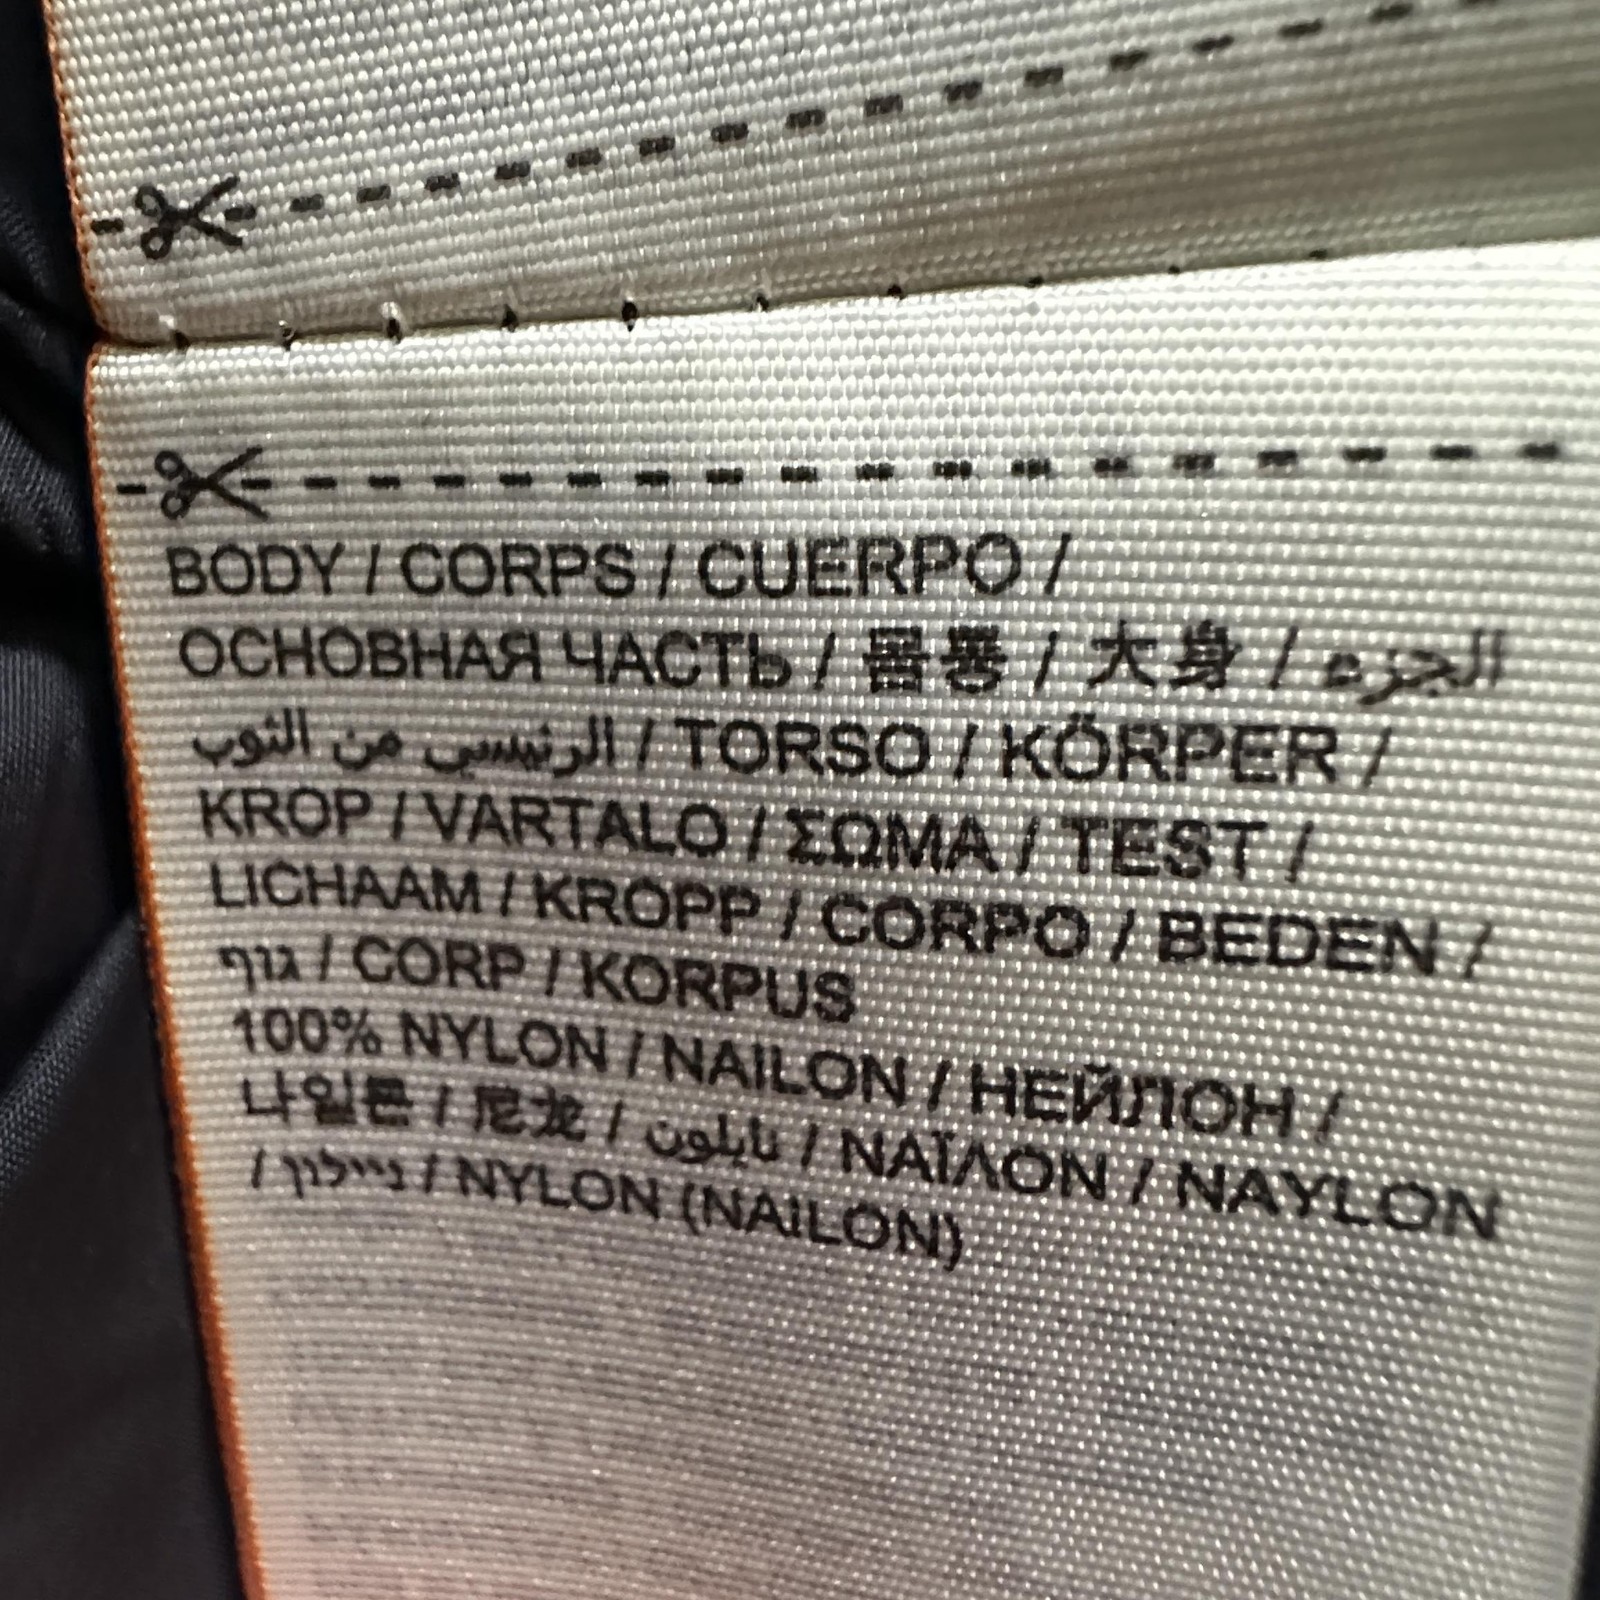 BODY / CORPS / CUERPO /
ОСНОВНАЯ ЧАСТЬ / 몸통 / 大身 / الجزء
الرئيسي من الثوب / TORSO / KÖRPER /
KROP / VARTALO / ΣΩΜΑ / TEST /
LICHAAM / KROPP / CORPO / BEDEN /
גוף / CORP / KORPUS
100% NYLON / NAILON / НЕЙЛОН /
나일론 / 尼龙 / نايلون / ΝΑΪΛΟΝ / NAYLON
/ ניילון / NYLON (NAILON)